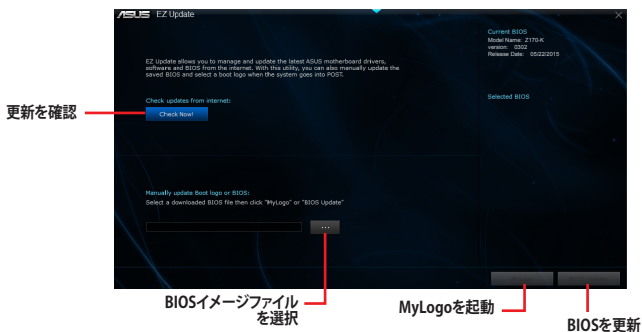 ASUS EZ Update
Current BIOS
Model Name: Z170-K
version: 0302
Release Date: 05/22/2015
EZ Update allows you to manage and update the latest ASUS motherboard drivers,
software and BIOS from the internet. With this utility, you can also manually update the
saved BIOS and select a boot logo when the system goes into POST.
Check updates from internet:
Selected BIOS
更新を確認
Check Now!
Manually update Boot logo or BIOS:
Select a downloaded BIOS file then click "MyLogo" or "BIOS Update"
...
BIOSイメージファイル
を選択
MyLogoを起動
BIOSを更新